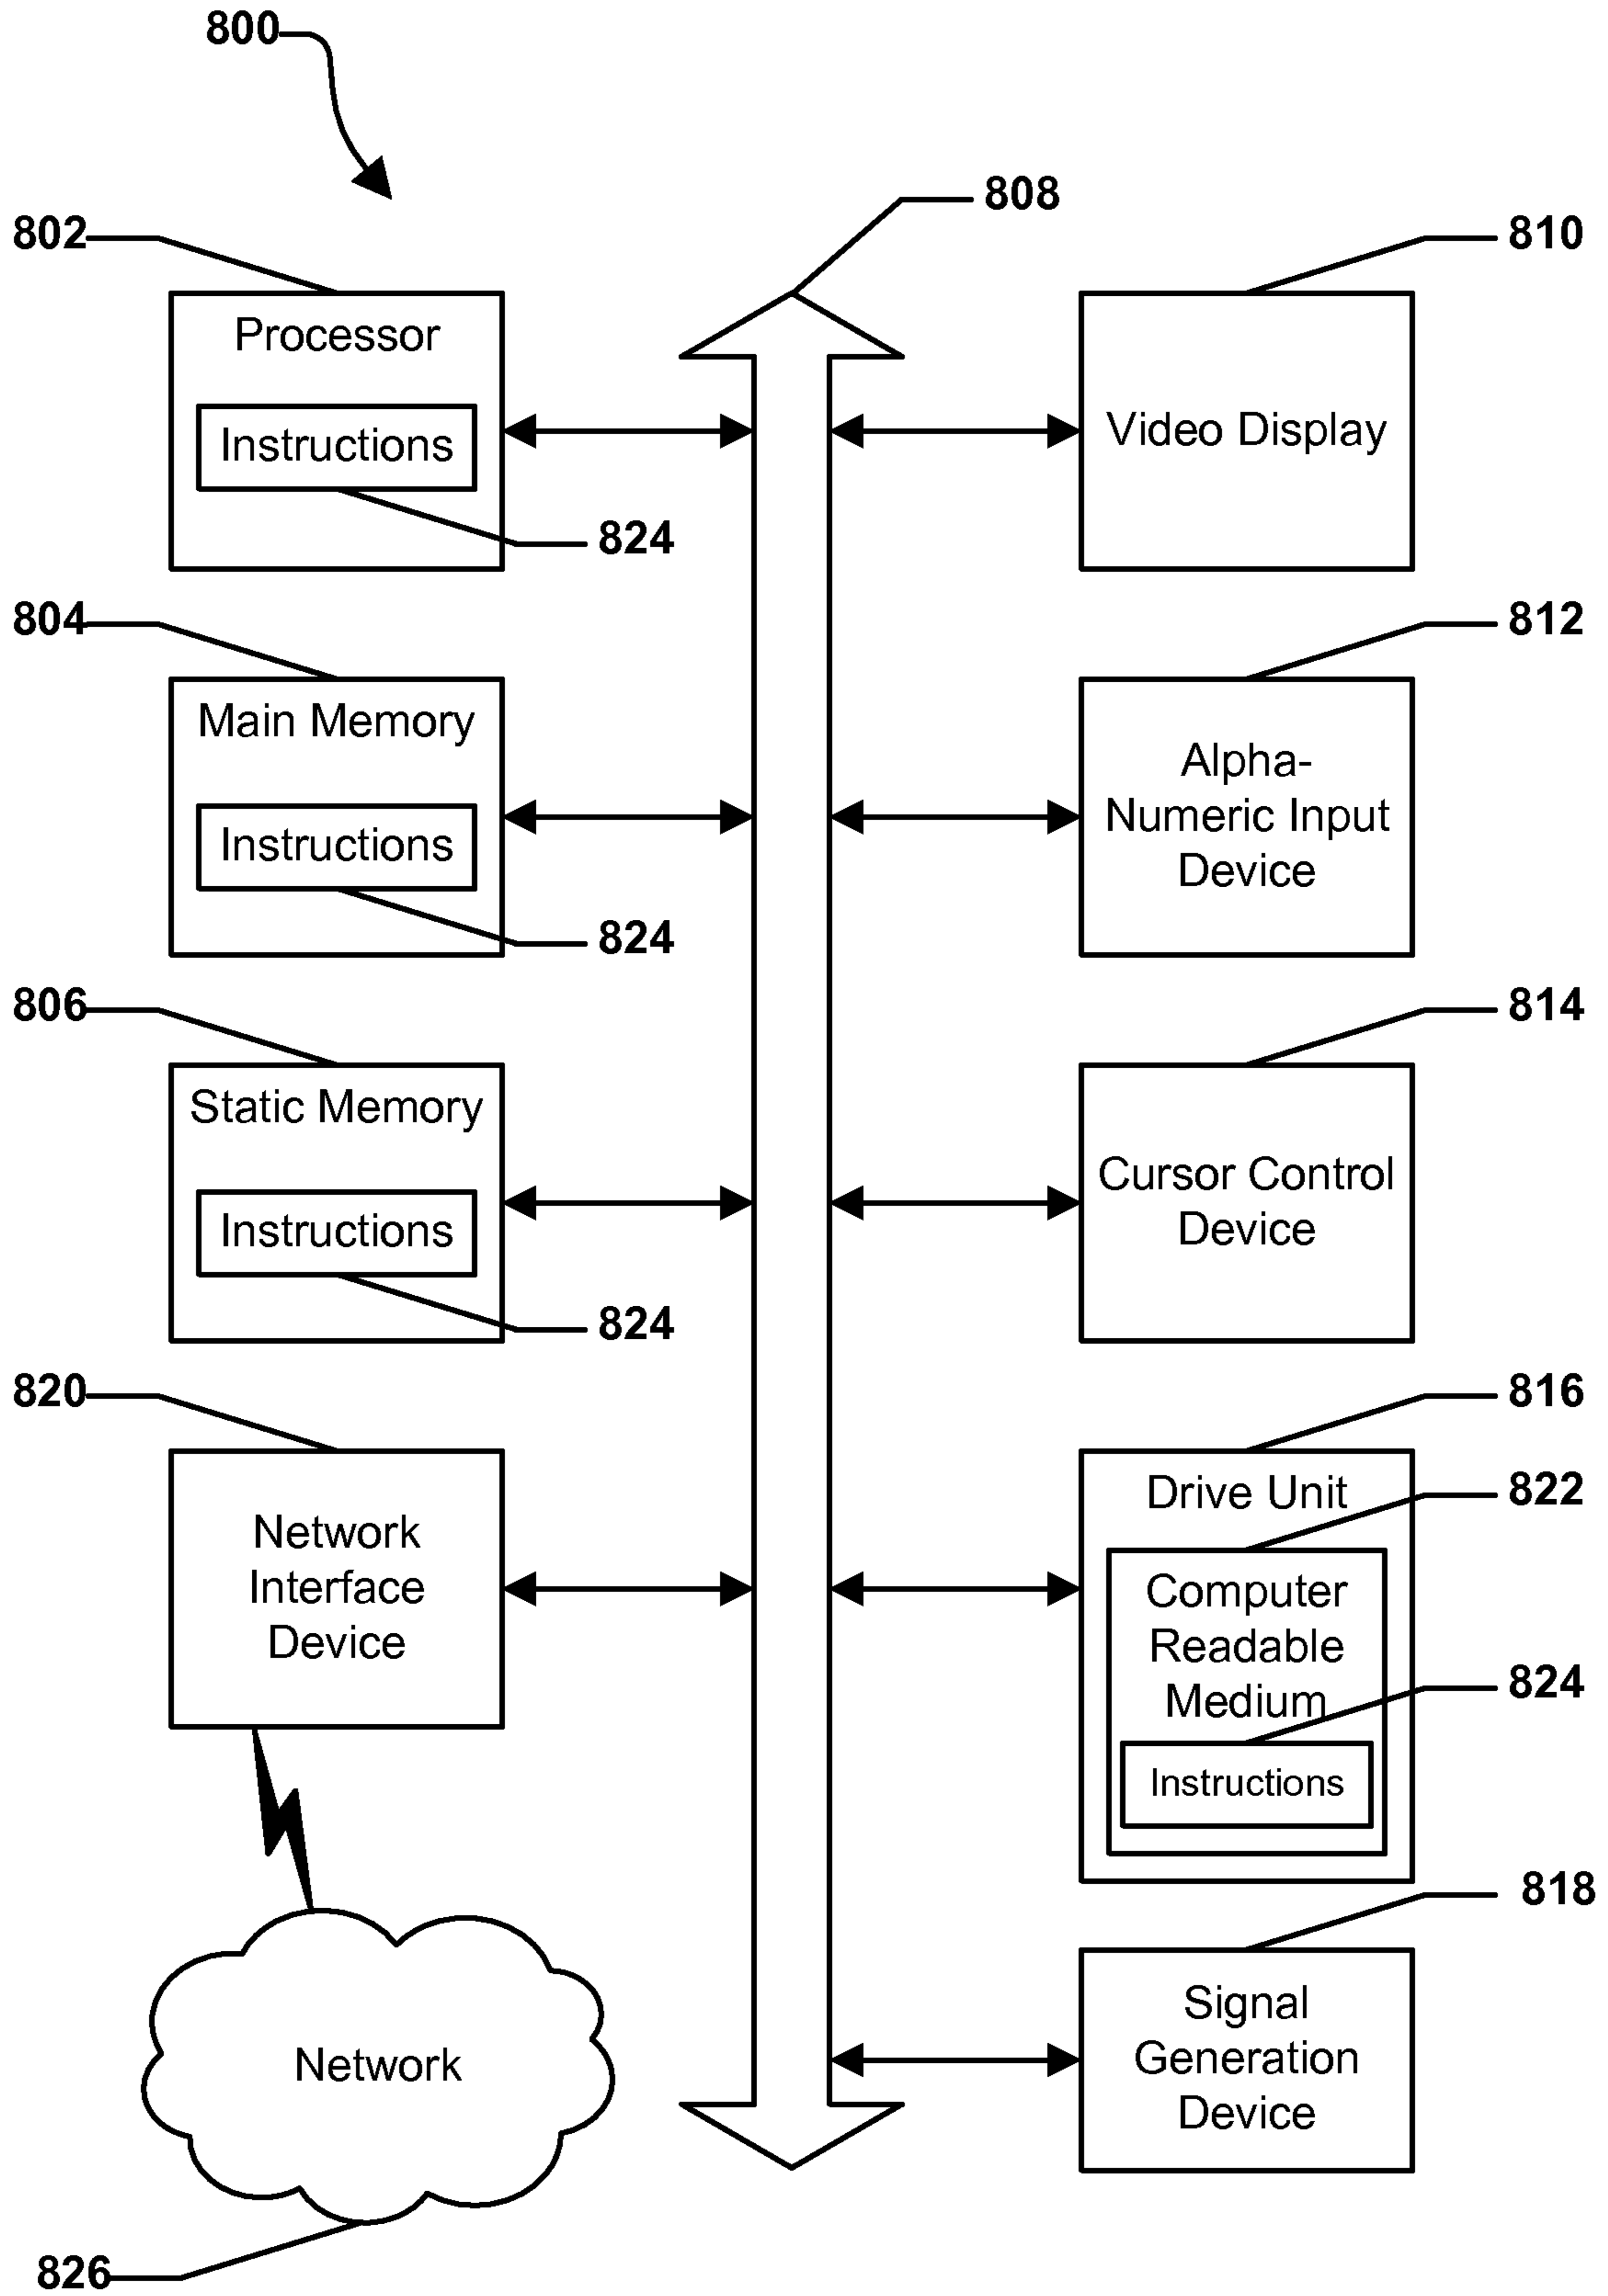 800
808
802
Processor
Instructions
824
810
Video Display
804
Main Memory
Instructions
824
812
Alpha-
Numeric Input
Device
806
Static Memory
Instructions
824
814
Cursor Control
Device
820
Network
Interface
Device
816
Drive Unit
822
Computer
Readable
Medium
824
Instructions
818
Signal
Generation
Device
Network
826